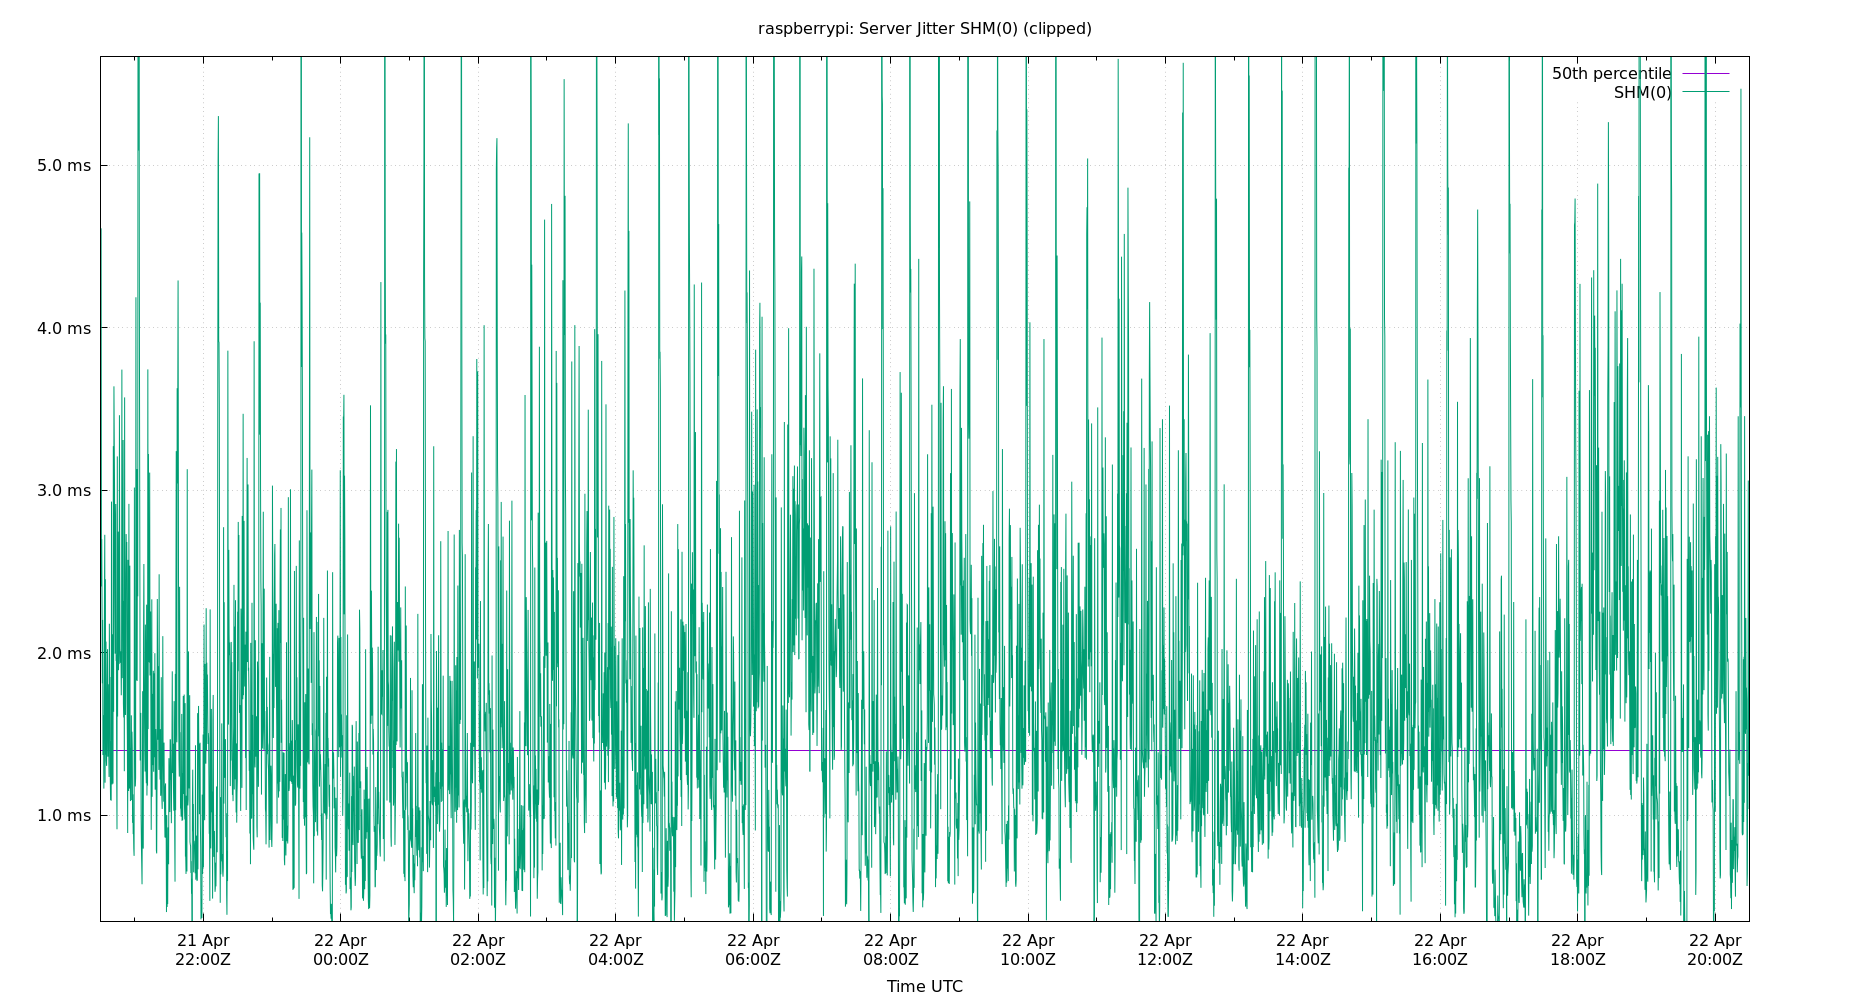 raspberrypi: Server Jitter SHM(0) (clipped)
50th percentile
SHM(0)
5.0 ms
4.0 ms
3.0 ms
2.0 ms
1.0 ms
21 Apr 22 Apr 22 Apr 22 Apr 22 Apr 22 Apr 22 Apr 22 Apr 22 Apr 22 Apr 22 Apr 22 Apr
22:00Z 00:00Z 02:00Z 04:00Z 06:00Z 08:00Z 10:00Z 12:00Z 14:00Z 16:00Z 18:00Z 20:00Z
Time UTC